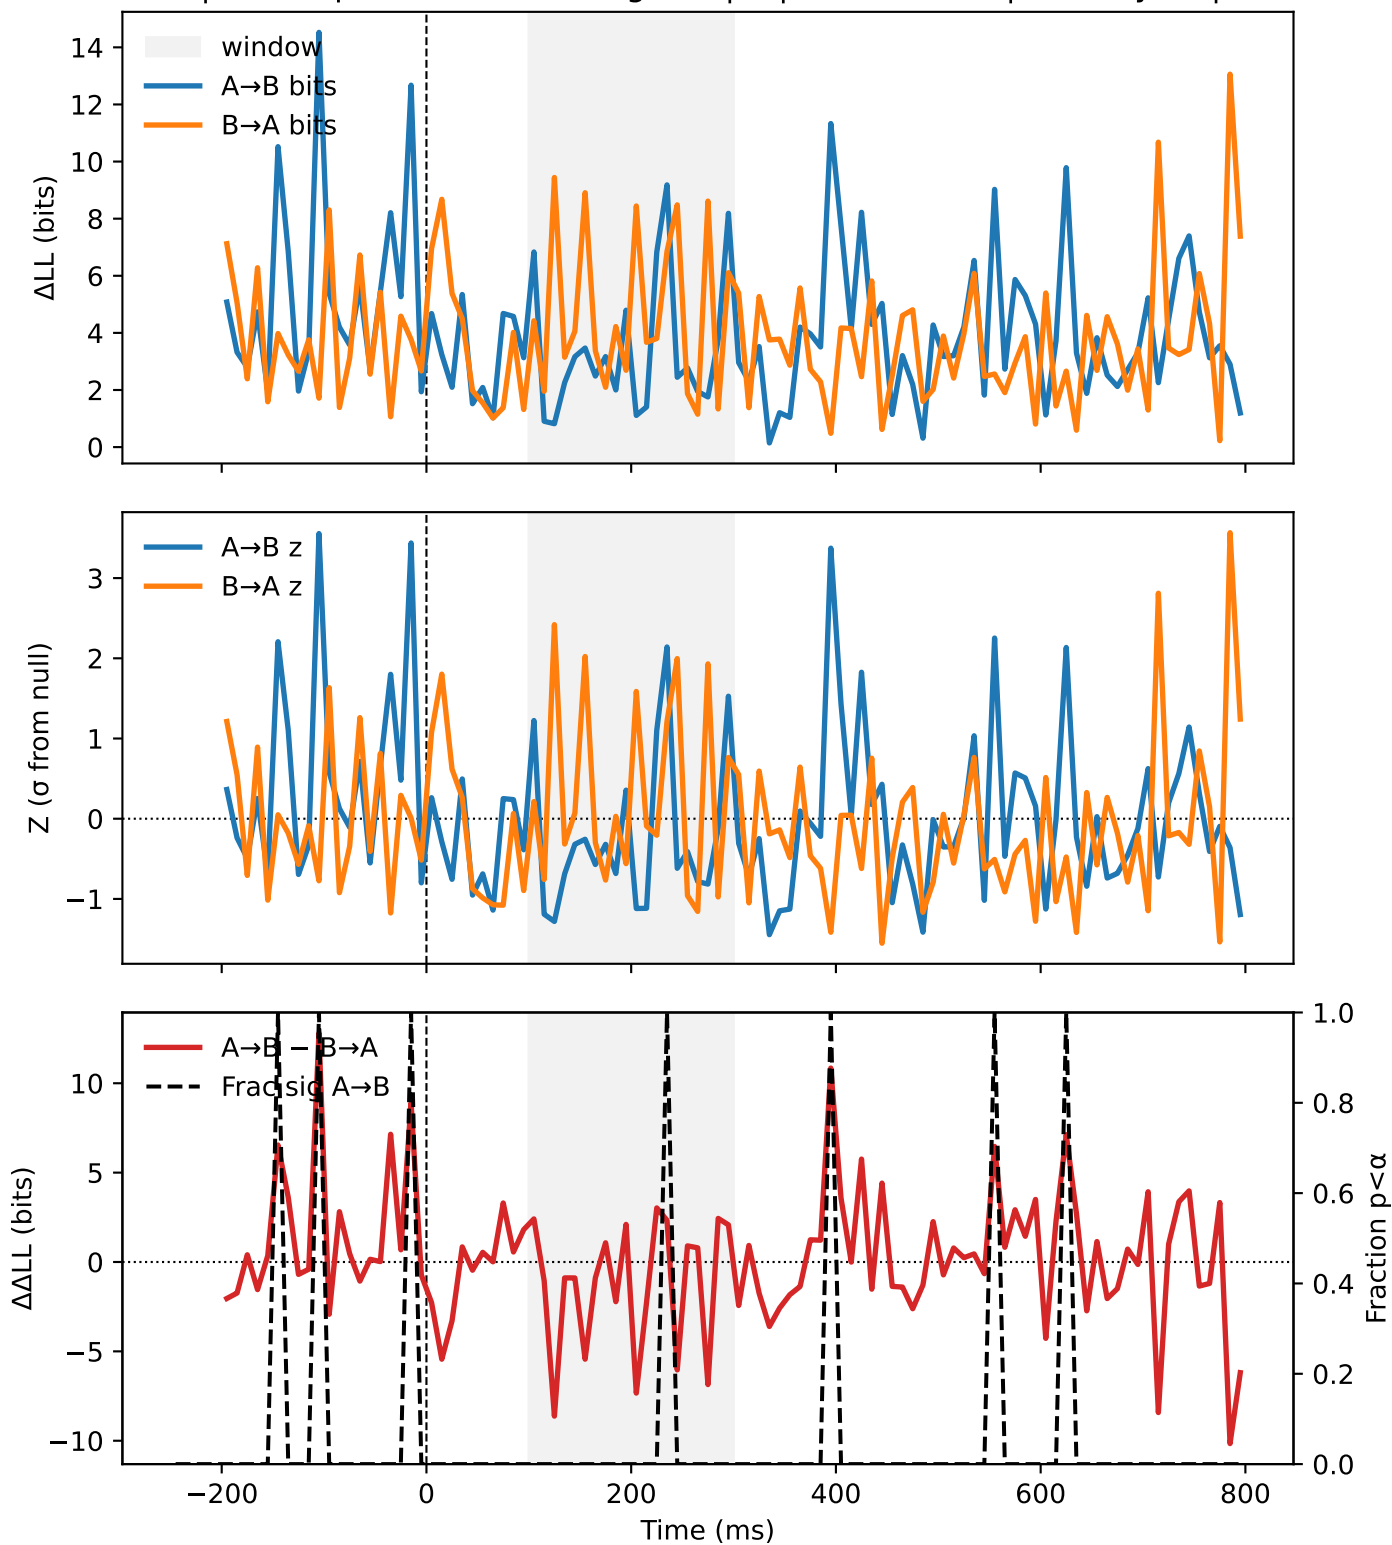 14
12
10
8
6
4
2
0
ΔLL (bits)
window
A→B bits
B→A bits
3
2
1
0
−1
Z (σ from null)
A→B z
B→A z
10
5
0
−5
−10
ΔΔLL (bits)
A→B − B→A
Frac sig A→B
1.0
0.8
0.6
0.4
0.2
0.0
Fraction p<α
−200 0 200 400 600 800
Time (ms)